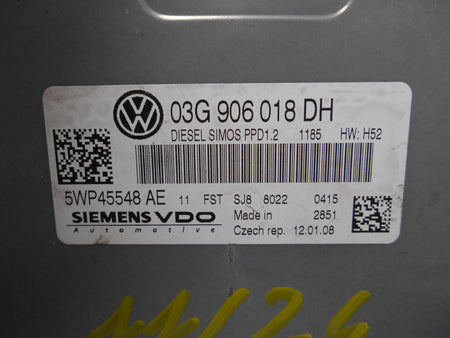 03G 906 018 DH
DIESEL SIMOS PPD1.2 1185 HW: H52
5WP45548 AE 11 FST SJ8 8022 0415
SIEMENS VDO Made in 2851
Automotive Czech rep. 12.01.08